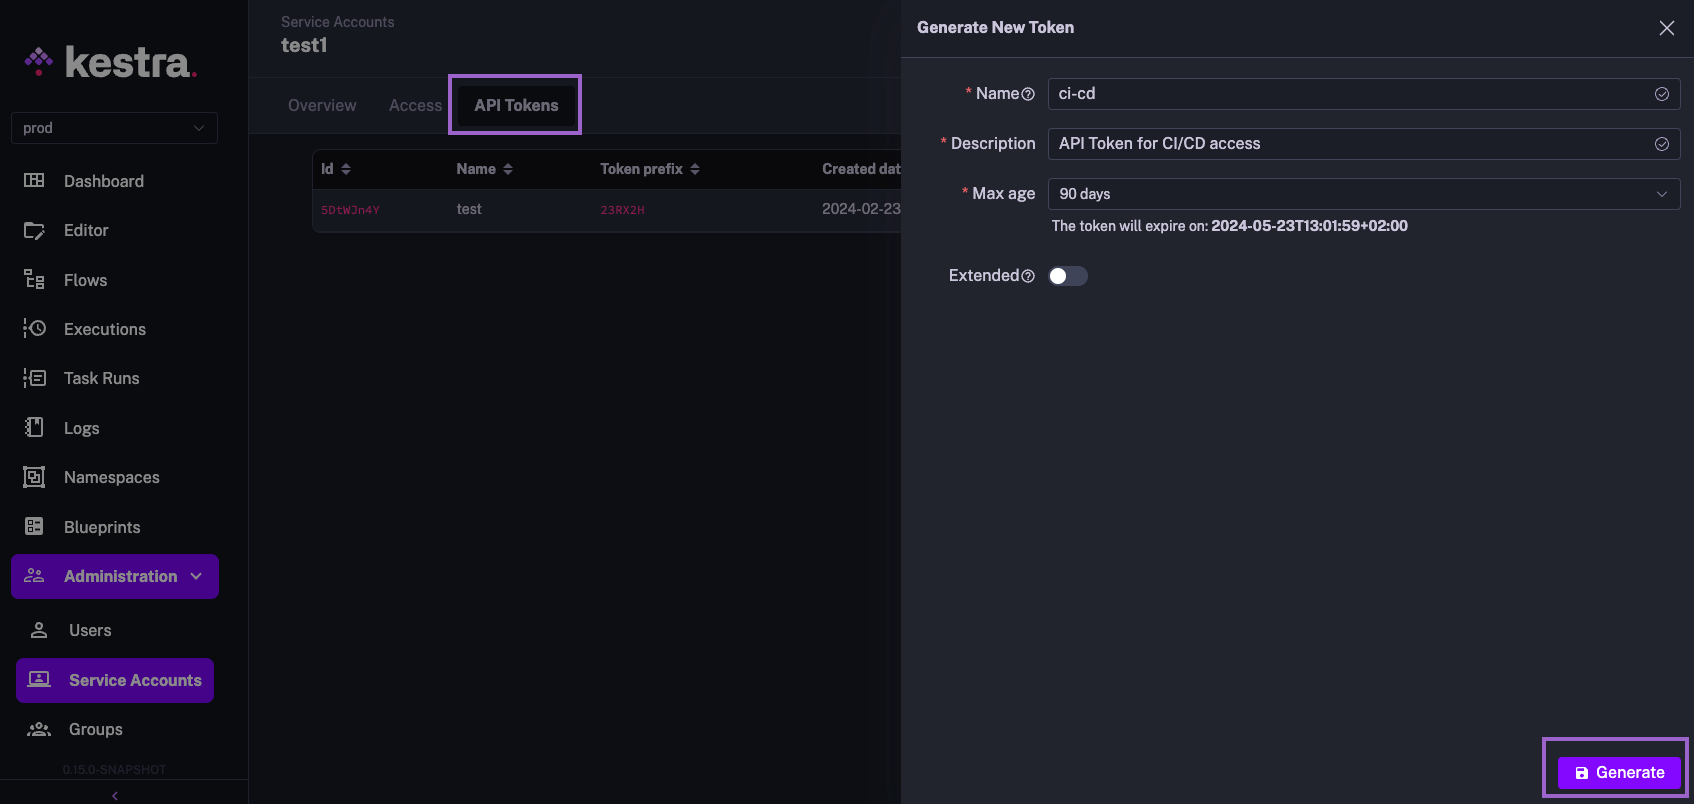 kestra.
prod
Dashboard
Editor
Flows
Executions
Task Runs
Logs
Namespaces
Blueprints
Administration
Users
Service Accounts
Groups
0.15.0-SNAPSHOT
Service Accounts
test1
Overview Access API Tokens
Id Name Token prefix Created dat
5DtWJn4Y test 23RX2H 2024-02-23
Generate New Token
* Name ci-cd
* Description API Token for CI/CD access
* Max age 90 days
The token will expire on: 2024-05-23T13:01:59+02:00
Extended
Generate